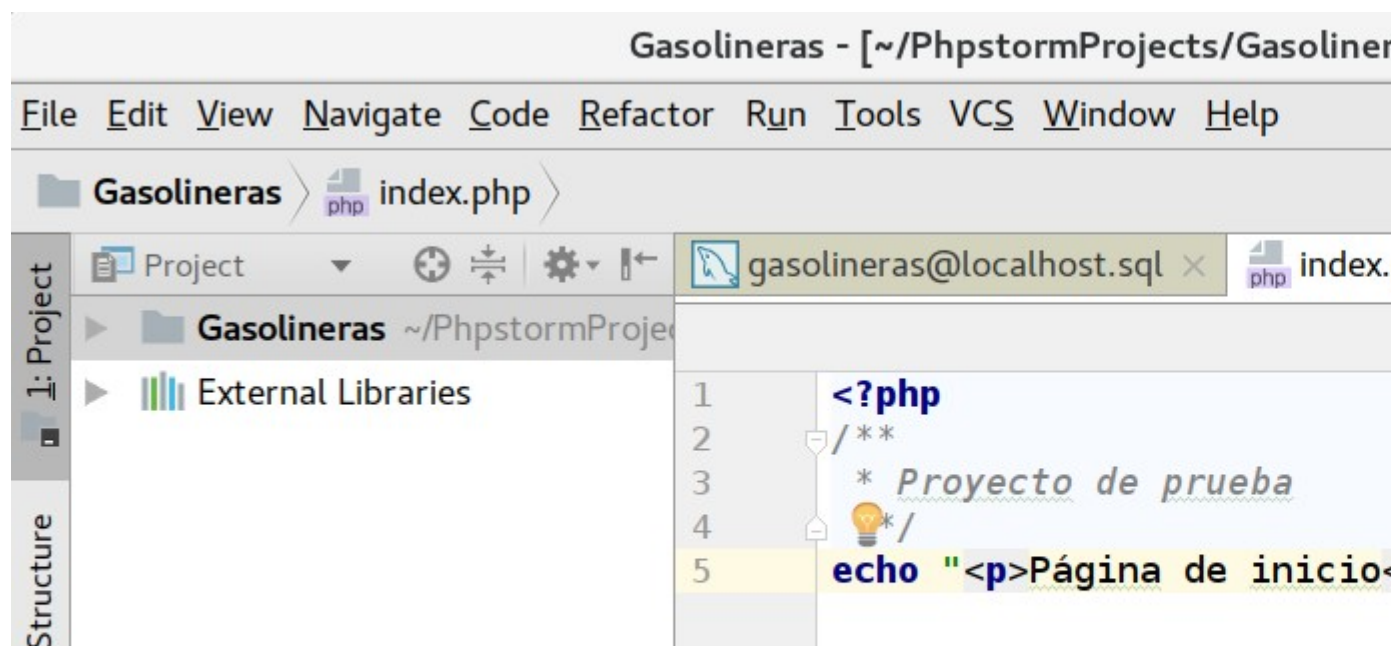 Gasolineras - [~/PhpstormProjects/Gasoliner
File Edit View Navigate Code Refactor Run Tools VCS Window Help
Gasolineras php index.php
1: Project
Project
gasolineras@localhost.sql
php index.
Gasolineras ~/PhpstormProjec
External Libraries
Structure
1 <?php
2 /**
3 * Proyecto de prueba
4 */
5 echo "<p>Página de inicio<